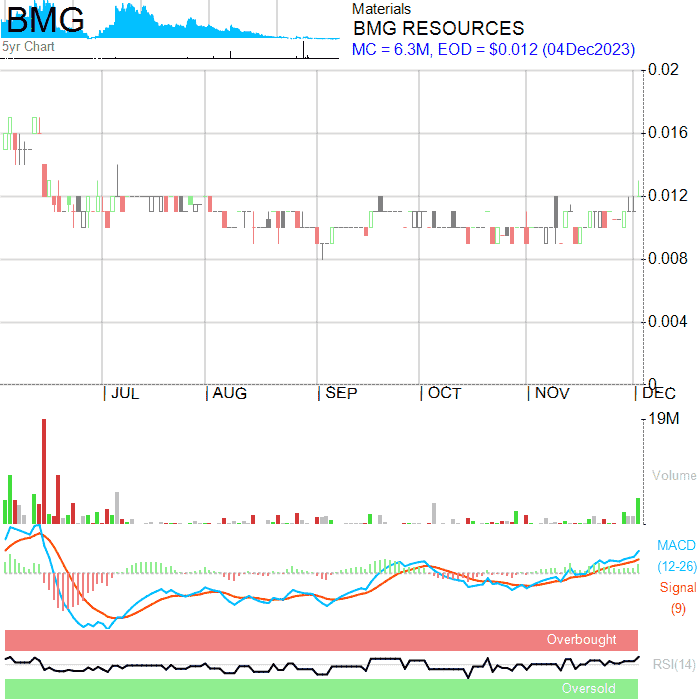 BMG
5yr Chart
Materials
BMG RESOURCES
MC = 6.3M, EOD = $0.012 (04Dec2023)
0.02
0.016
0.012
0.008
0.004
0
JUL AUG SEP OCT NOV DEC
19M
Volume
MACD
(12-26)
Signal
(9)
Overbought
RSI(14)
Oversold